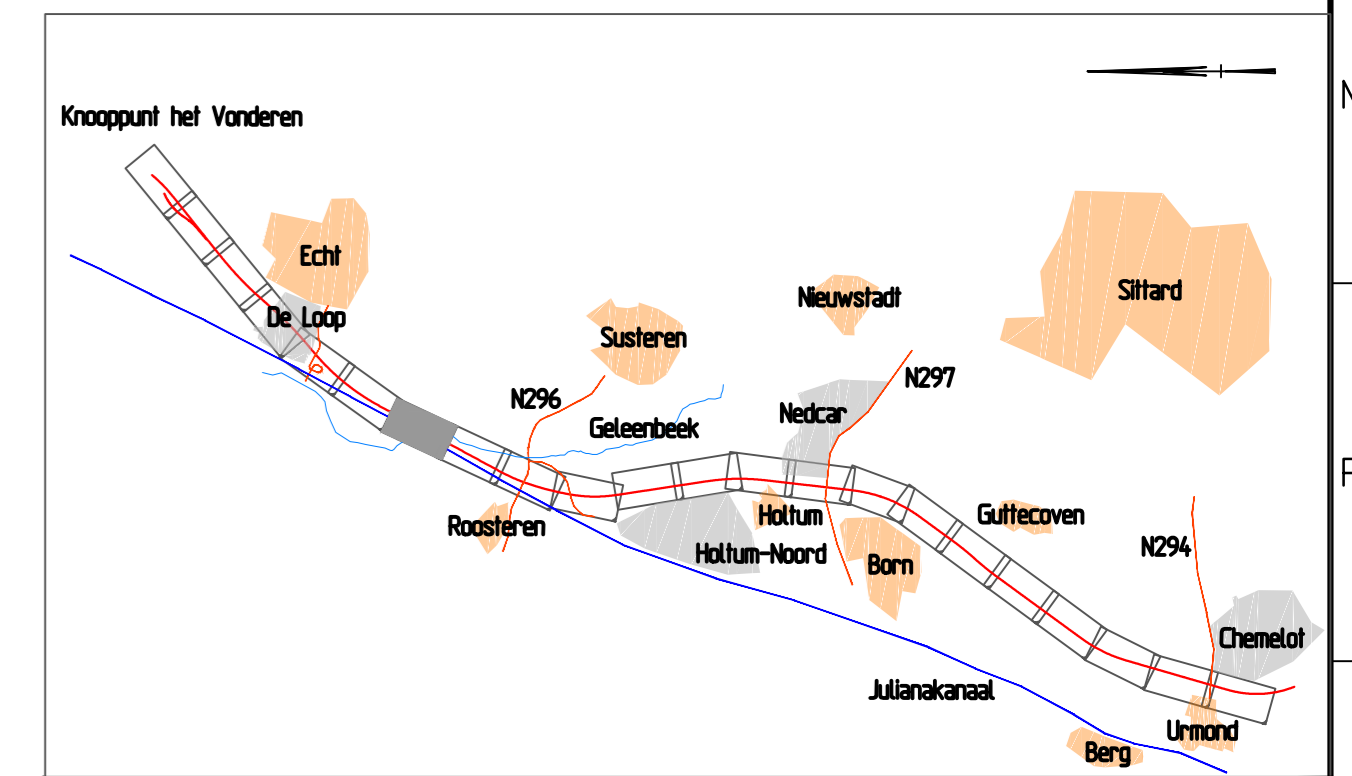 Knooppunt het Vonderen
Echt
De Loop
Susteren
Nieuwstadt
Sittard
N296
N297
Geleenbeek
Nedcar
Roosteren
Holtum
Guttecoven
Holtum-Noord
Born
N294
Chemelot
Julianakanaal
Urmond
Berg